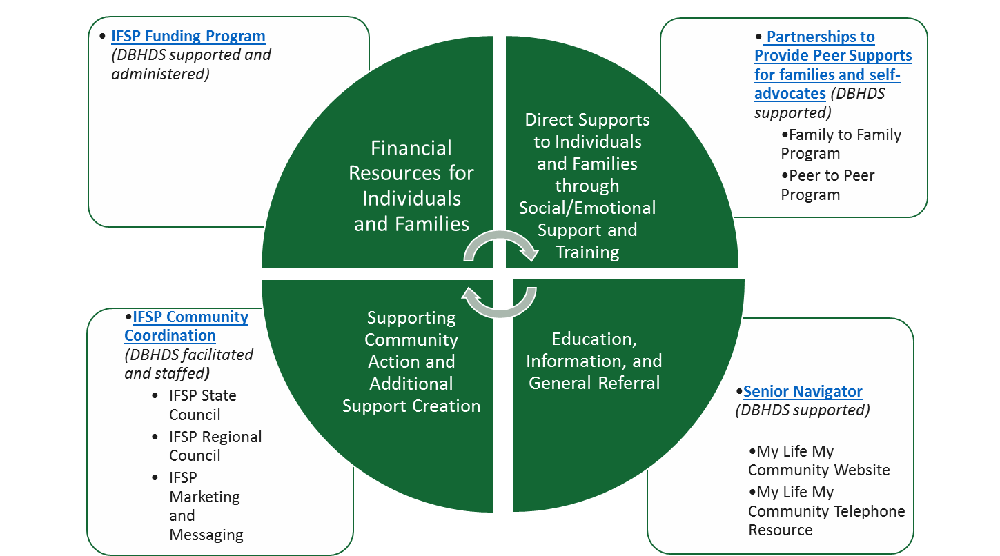 • IFSP Funding Program
(DBHDS supported and
administered)
Financial
Resources for
Individuals
and Families
Direct Supports
to Individuals
and Families
through
Social/Emotional
Support and
Training
• Partnerships to
Provide Peer Supports
for families and self-
advocates (DBHDS
supported)
•Family to Family
Program
•Peer to Peer
Program
•IFSP Community
Coordination
(DBHDS facilitated
and staffed)
• IFSP State
Council
• IFSP Regional
Council
• IFSP
Marketing
and
Messaging
Supporting
Community
Action and
Additional
Support Creation
Education,
Information, and
General Referral
•Senior Navigator
(DBHDS supported)
•My Life My
Community Website
•My Life My
Community Telephone
Resource